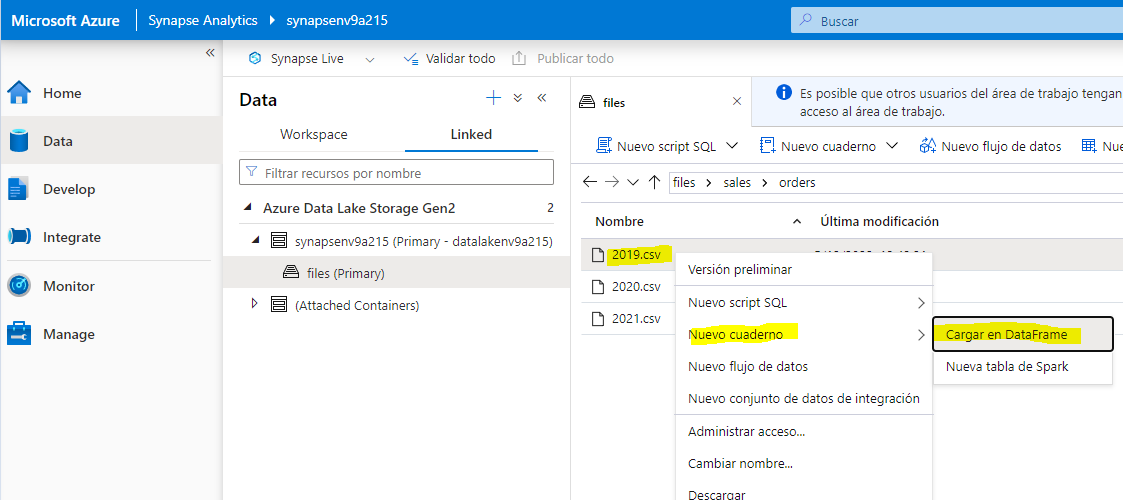 Microsoft Azure Synapse Analytics synapsenv9a215 Buscar
Synapse Live Validar todo Publicar todo
Home
Data
Develop
Integrate
Monitor
Manage
Data
Workspace Linked
Filtrar recursos por nombre
Azure Data Lake Storage Gen2 2
synapsenv9a215 (Primary - datalakenv9a215)
files (Primary)
(Attached Containers)
files
Es posible que otros usuarios del área de trabajo tengan
acceso al área de trabajo.
Nuevo script SQL Nuevo cuaderno Nuevo flujo de datos Nue
files sales orders
Nombre Última modificación
2019.csv
2020.csv
2021.csv
Versión preliminar
Nuevo script SQL
Nuevo cuaderno
Nuevo flujo de datos
Nuevo conjunto de datos de integración
Administrar acceso...
Cambiar nombre...
Descargar
Cargar en DataFrame
Nueva tabla de Spark